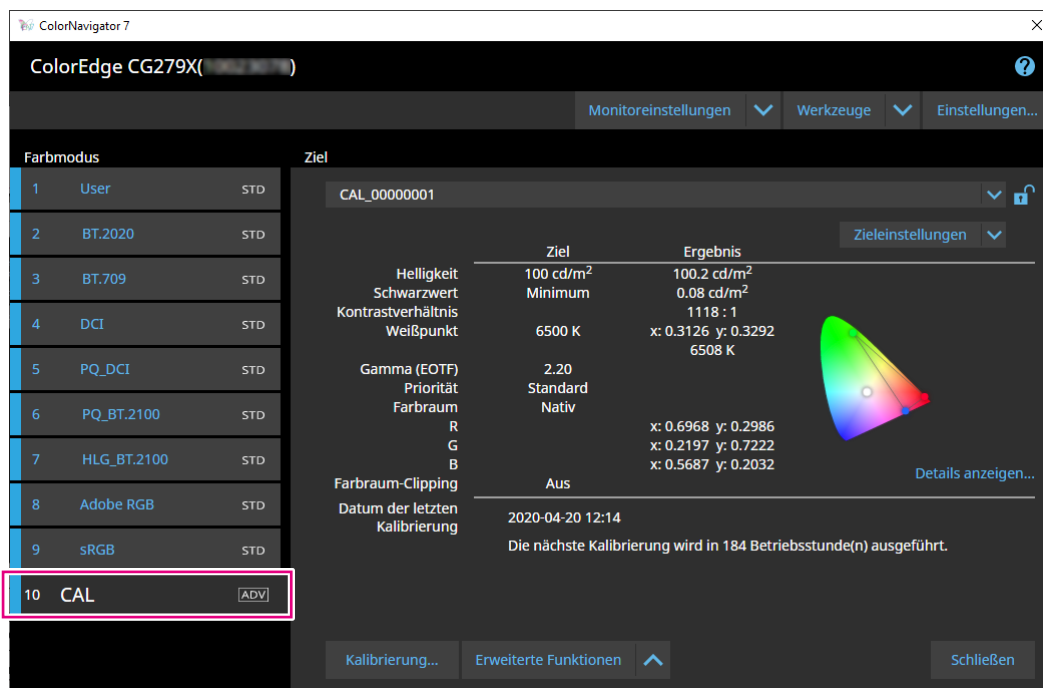 ColorNavigator 7
ColorEdge CG279X( )
Monitoreinstellungen Werkzeuge Einstellungen...
Farbmodus
Ziel
1 User STD
2 BT.2020 STD
3 BT.709 STD
4 DCI STD
5 PQ_DCI STD
6 PQ_BT.2100 STD
7 HLG_BT.2100 STD
8 Adobe RGB STD
9 sRGB STD
10 CAL ADV
CAL_00000001
Zieleinstellungen
Ziel Ergebnis
Helligkeit 100 cd/m² 100.2 cd/m²
Schwarzwert Minimum 0.08 cd/m²
Kontrastverhältnis 1118 : 1
Weißpunkt 6500 K x: 0.3126 y: 0.3292
6508 K
Gamma (EOTF) 2.20
Priorität Standard
Farbraum Nativ
R x: 0.6968 y: 0.2986
G x: 0.2197 y: 0.7222
B x: 0.5687 y: 0.2032
Farbraum-Clipping Aus
Details anzeigen...
Datum der letzten
Kalibrierung
2020-04-20 12:14
Die nächste Kalibrierung wird in 184 Betriebsstunde(n) ausgeführt.
Kalibrierung... Erweiterte Funktionen Schließen